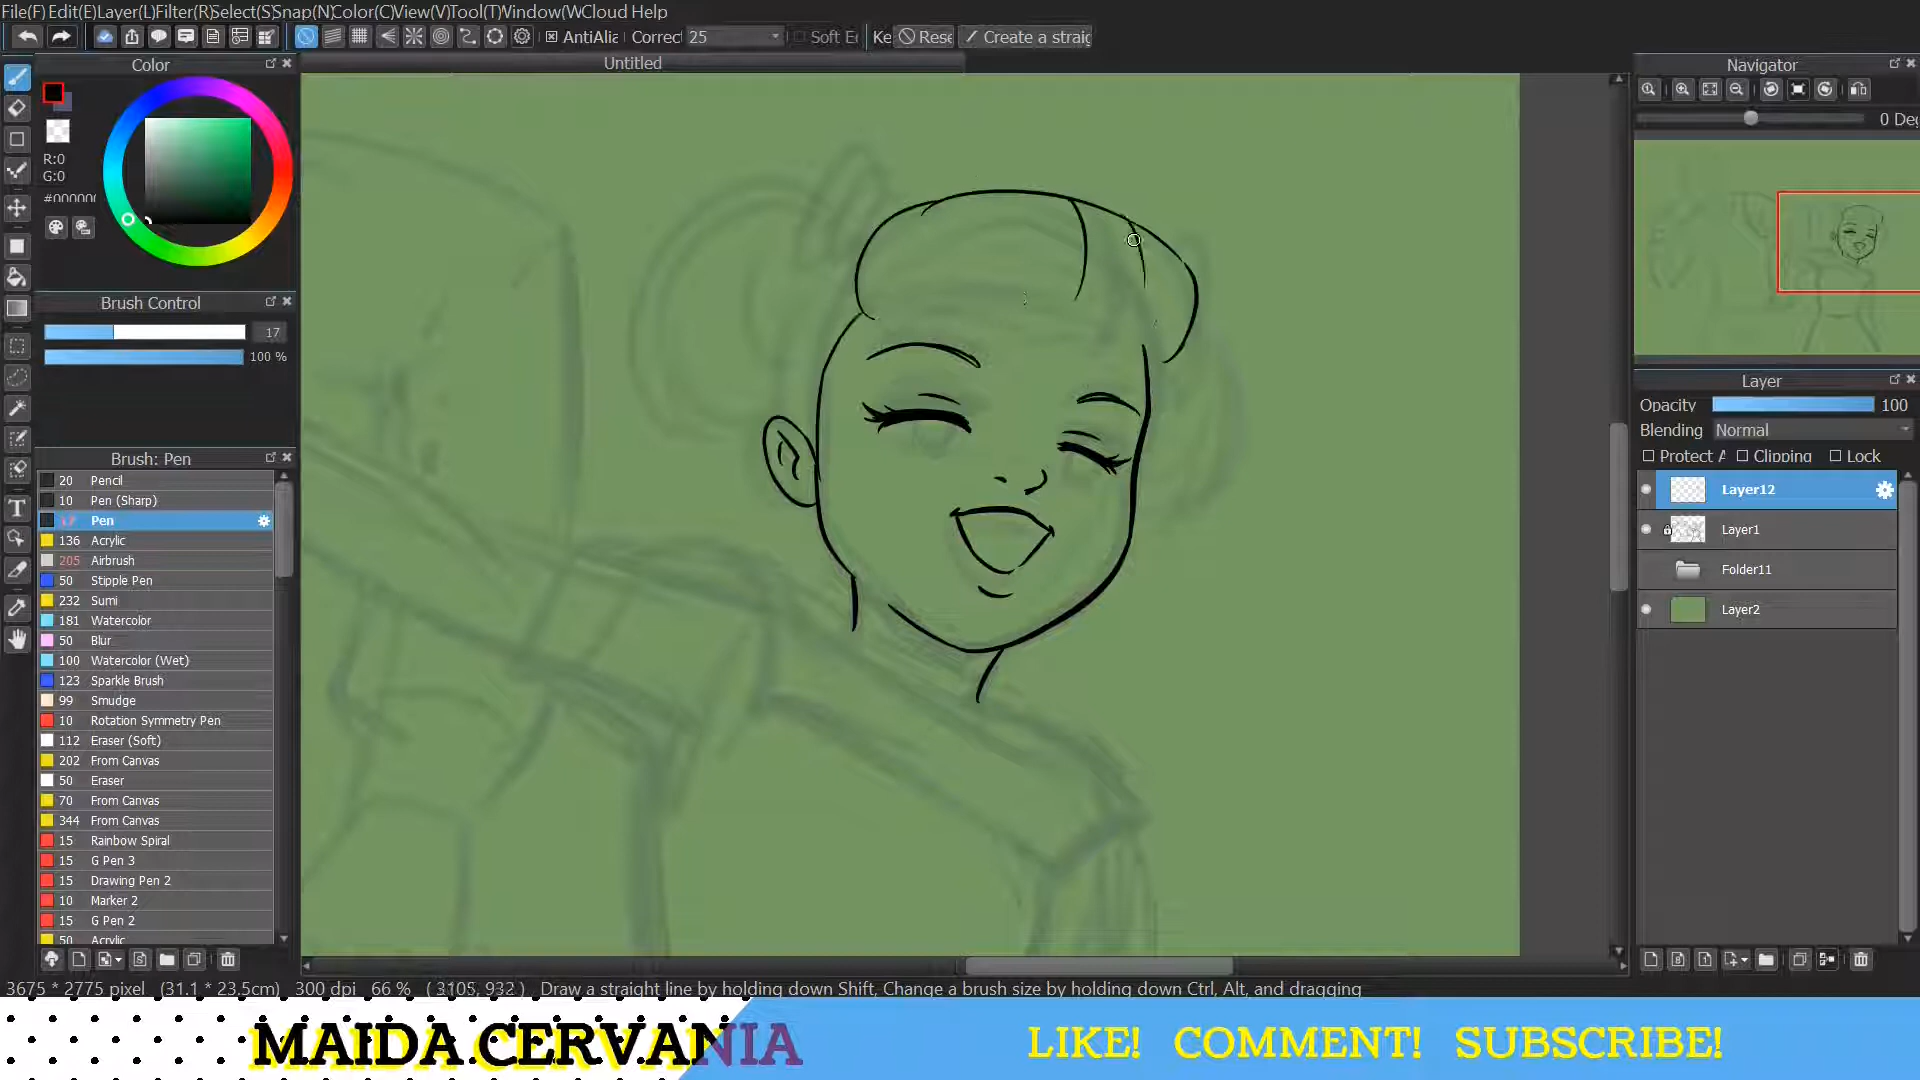 File(F) Edit(E) Layer(L) Filter(R) Select(S) Snap(N) Color(C) View(V) Tool(T) Window(W Cloud Help
AntiAlia Correc 25 Soft E Ke Rese Create a straig
Color
Untitled
Navigator
0 Deg
R:0
G:0
#000000
Brush Control
17
100 %
Brush: Pen
20 Pencil
10 Pen (Sharp)
17 Pen
136 Acrylic
205 Airbrush
50 Stipple Pen
232 Sumi
181 Watercolor
50 Blur
100 Watercolor (Wet)
123 Sparkle Brush
99 Smudge
10 Rotation Symmetry Pen
112 Eraser (Soft)
202 From Canvas
50 Eraser
70 From Canvas
344 From Canvas
15 Rainbow Spiral
15 G Pen 3
15 Drawing Pen 2
10 Marker 2
15 G Pen 2
50 Acrylic
Layer
Opacity 100
Blending Normal
Protect A Clipping Lock
Layer12
Layer1
Folder11
Layer2
3675 * 2775 pixel (31.1 * 23.5cm) 300 dpi 66 % ( 3105, 932 ) Draw a straight line by holding down Shift, Change a brush size by holding down Ctrl, Alt, and dragging
MAIDA CERVANIA
LIKE! COMMENT! SUBSCRIBE!